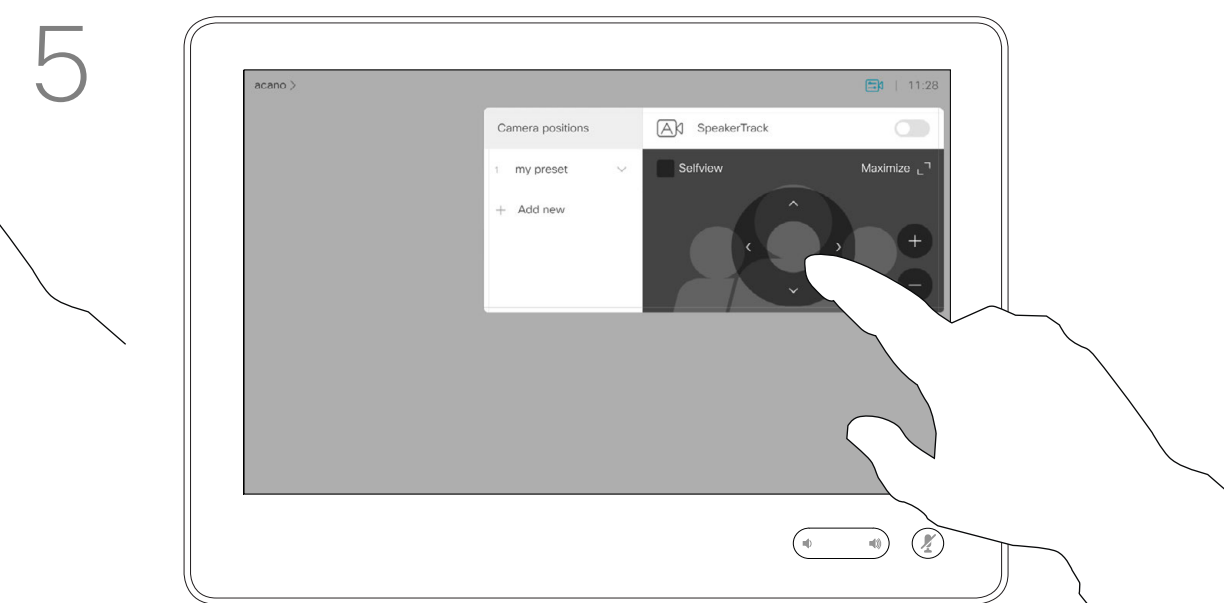 5
acano > 11:28
Camera positions
SpeakerTrack
1 my preset
+ Add new
Selfview
Maximize
+
−